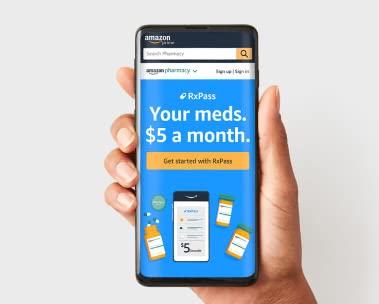 amazon
prime
Search Pharmacy
amazon pharmacy Sign up | Sign in
RxPass
Your meds.
$5 a month.
Get started with RxPass
RxPass
$5/month